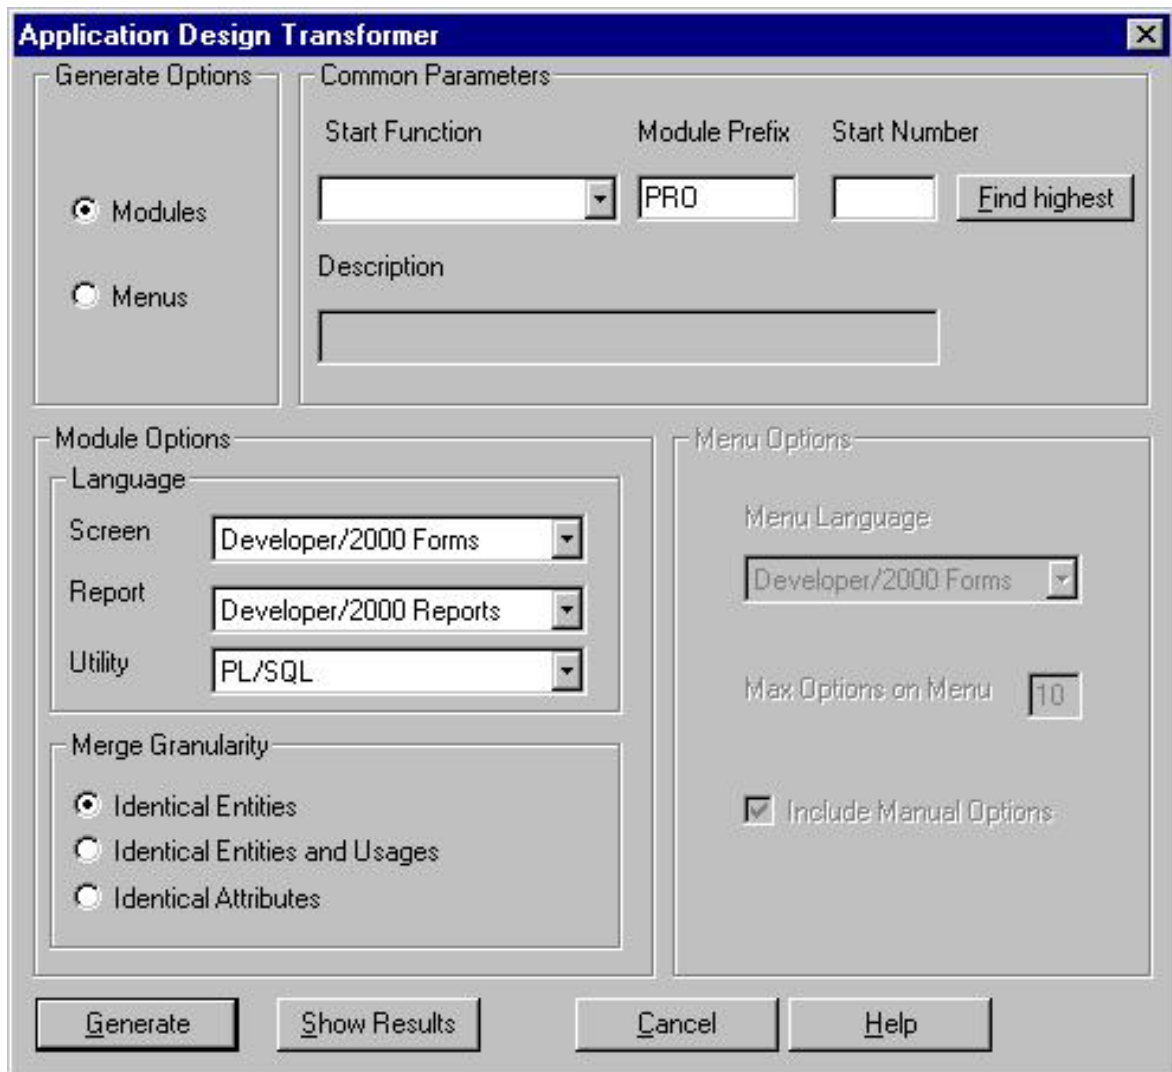 Application Design Transformer
Generate Options
Modules
Menus
Common Parameters
Start Function Module Prefix Start Number
PRO Find highest
Description
Module Options
Language
Screen Developer/2000 Forms
Report Developer/2000 Reports
Utility PL/SQL
Merge Granularity
Identical Entities
Identical Entities and Usages
Identical Attributes
Menu Options
Menu Language
Developer/2000 Forms
Max Options on Menu 10
Include Manual Options
Generate Show Results Cancel Help